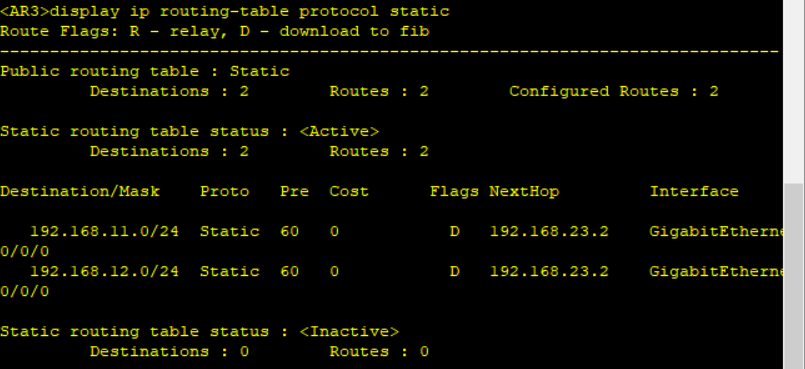 <AR3>display ip routing-table protocol static
Route Flags: R - relay, D - download to fib
------------------------------------------------------------------------------
Public routing table : Static
         Destinations : 2        Routes : 2        Configured Routes : 2
Static routing table status : <Active>
         Destinations : 2        Routes : 2
Destination/Mask    Proto   Pre  Cost      Flags NextHop         Interface
   192.168.11.0/24  Static  60   0           D   192.168.23.2    GigabitEtherne
0/0/0
   192.168.12.0/24  Static  60   0           D   192.168.23.2    GigabitEtherne
0/0/0
Static routing table status : <Inactive>
         Destinations : 0        Routes : 0